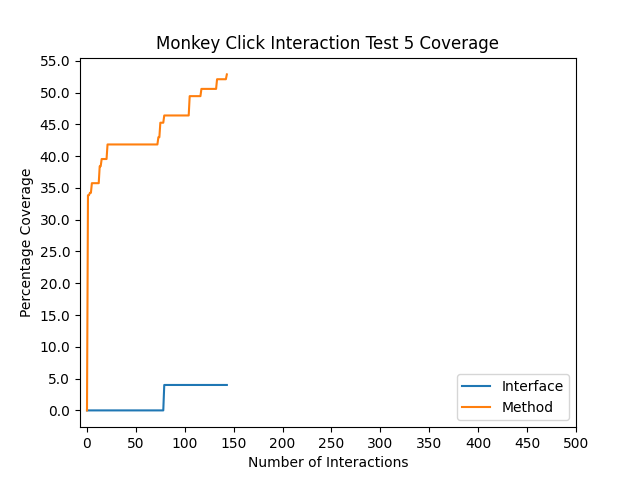 Monkey Click Interaction Test 5 Coverage
Percentage Coverage
55.0
50.0
45.0
40.0
35.0
30.0
25.0
20.0
15.0
10.0
5.0
0.0
Interface
Method
0 50 100 150 200 250 300 350 400 450 500
Number of Interactions